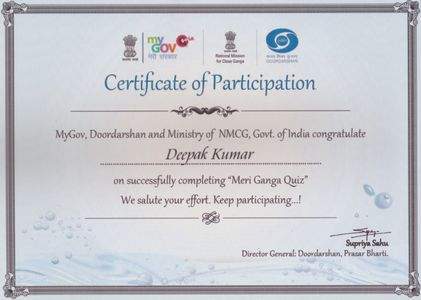 my
GOV
मेरी सरकार
National Mission
for Clean Ganga
DOORDARSHAN
Certificate of Participation
MyGov, Doordarshan and Ministry of NMCG, Govt. of India congratulate
Deepak Kumar
on successfully completing "Meri Ganga Quiz"
We salute your effort. Keep participating...!
Supriya Sahu
Director General: Doordarshan, Prasar Bharti.